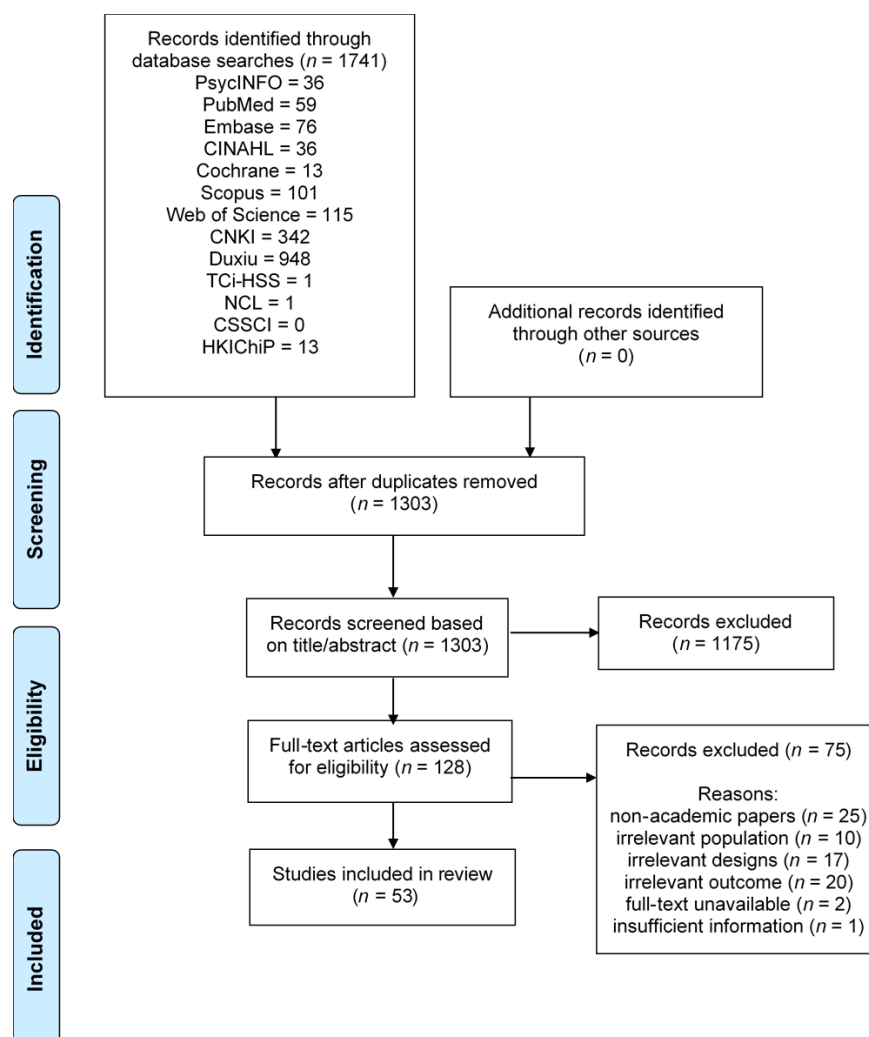 Records identified through
database searches (n = 1741)
PsycINFO = 36
PubMed = 59
Embase = 76
CINAHL = 36
Cochrane = 13
Scopus = 101
Web of Science = 115
CNKI = 342
Duxiu = 948
TCi-HSS = 1
NCL = 1
CSSCI = 0
HKIChiP = 13
Identification
Additional records identified
through other sources
(n = 0)
Screening
Records after duplicates removed
(n = 1303)
Records screened based
on title/abstract (n = 1303)
Records excluded
n = 1175)
Eligibility
Full-text articles assessed
for eligibility (n = 128)
Records excluded (n = 75)
Reasons:
non-academic papers (n = 25)
irrelevant population (n = 10)
irrelevant designs (n = 17)
irrelevant outcome (n = 20)
full-text unavailable (n = 2)
insufficient information (n = 1)
Included
Studies included in review
(n = 53)